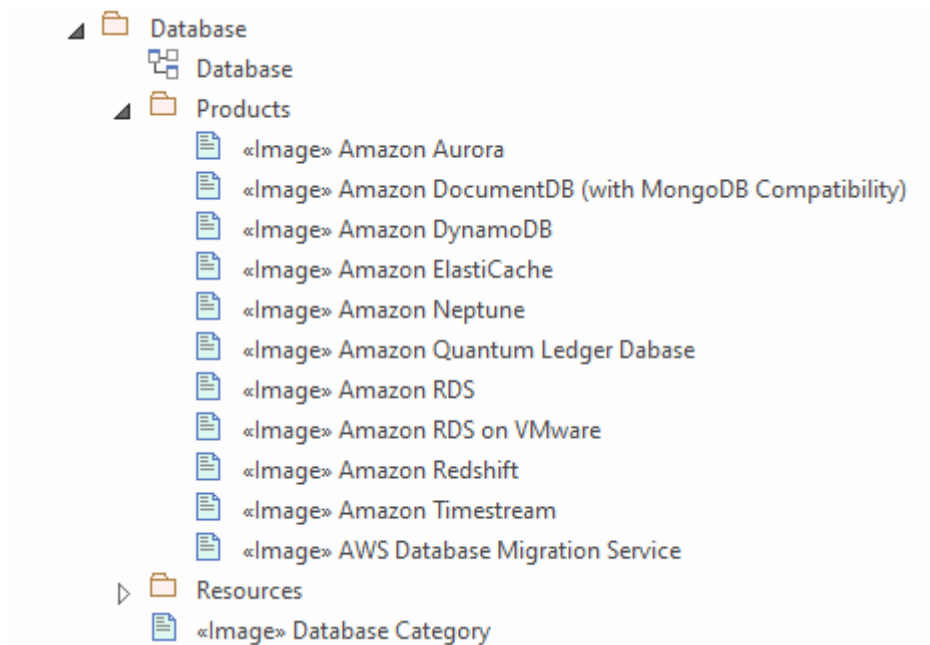 Database
Database
Products
«Image» Amazon Aurora
«Image» Amazon DocumentDB (with MongoDB Compatibility)
«Image» Amazon DynamoDB
«Image» Amazon ElastiCache
«Image» Amazon Neptune
«Image» Amazon Quantum Ledger Dabase
«Image» Amazon RDS
«Image» Amazon RDS on VMware
«Image» Amazon Redshift
«Image» Amazon Timestream
«Image» AWS Database Migration Service
Resources
«Image» Database Category